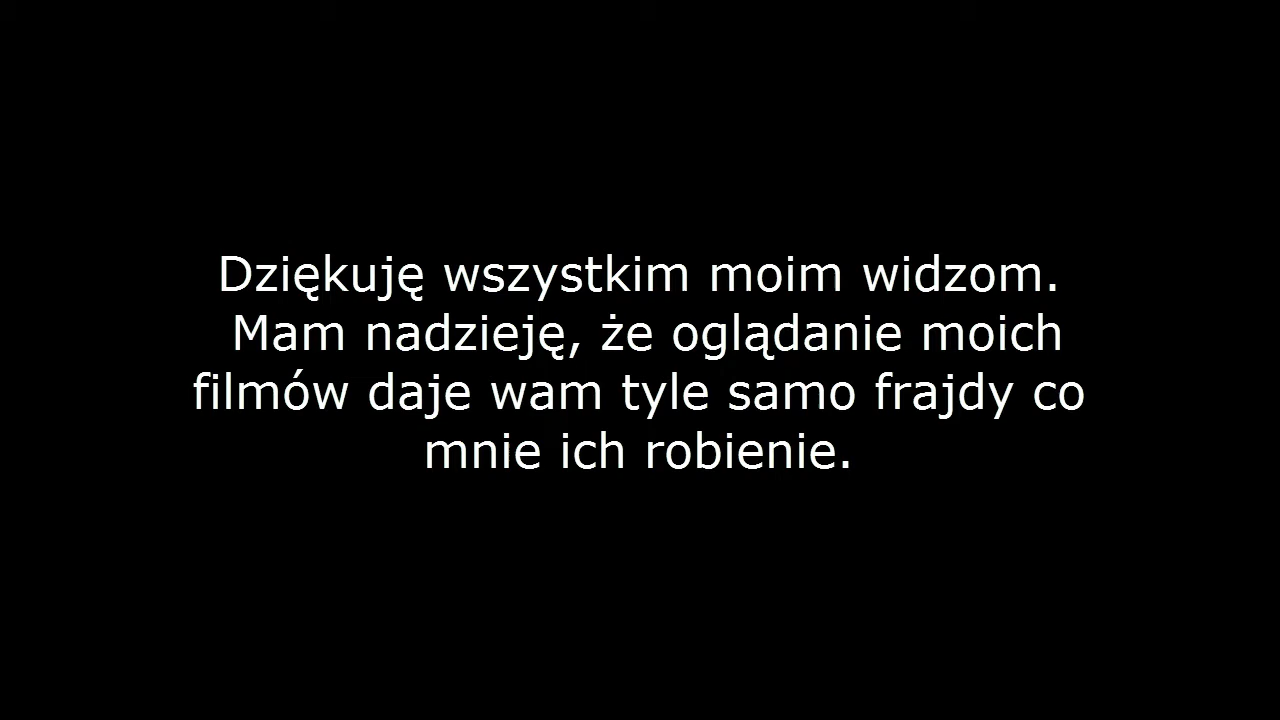 Dziękuję wszystkim moim widzom.
Mam nadzieję, że oglądanie moich
filmów daje wam tyle samo frajdy co
mnie ich robienie.